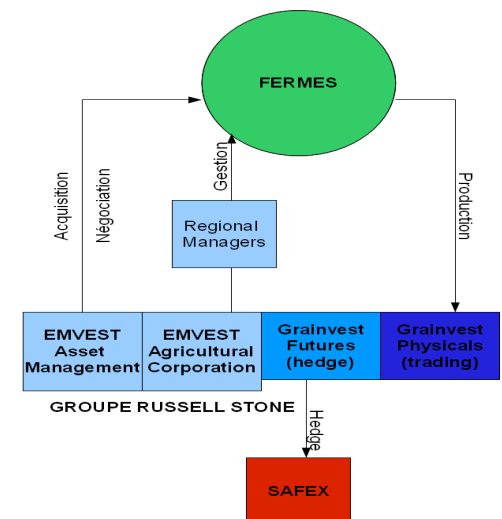 FERMES
Acquisition
Négociation
Gestion
Production
Regional
Managers
EMVEST
Asset
Management
EMVEST
Agricultural
Corporation
Grainvest
Futures
(hedge)
Grainvest
Physicals
(trading)
GROUPE RUSSELL STONE
Hedge
SAFEX